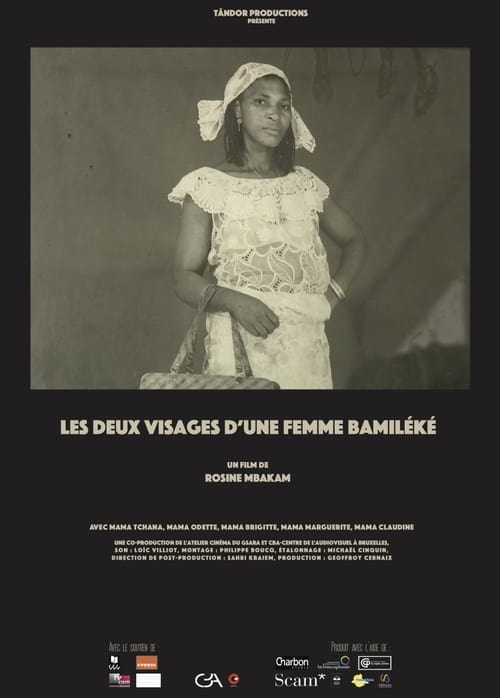 TÂNDOR PRODUCTIONS
PRÉSENTE
LES DEUX VISAGES D'UNE FEMME BAMILÉKÉ
UN FILM DE
ROSINE MBAKAM
AVEC MAMA TCHANA, MAMA ODETTE, MAMA BRIGITTE, MAMA MARGUERITE, MAMA CLAUDINE
UNE CO-PRODUCTION DE L'ATELIER CINÉMA DU GSARA ET CBA-CENTRE DE L'AUDIOVISUEL À BRUXELLES,
SON : LOÏC VILLIOT, MONTAGE : PHILIPPE BOUCQ, ÉTALONNAGE : MICHAËL CINQUIN,
DIRECTION DE POST-PRODUCTION : SAHBI KRAIEM, PRODUCTION : GEOFFROY CERNAIX
AVEC LE SOUTIEN DE :
PRODUIT AVEC L'AIDE DE :
Charbon
STUDIO
CBA
Scam*